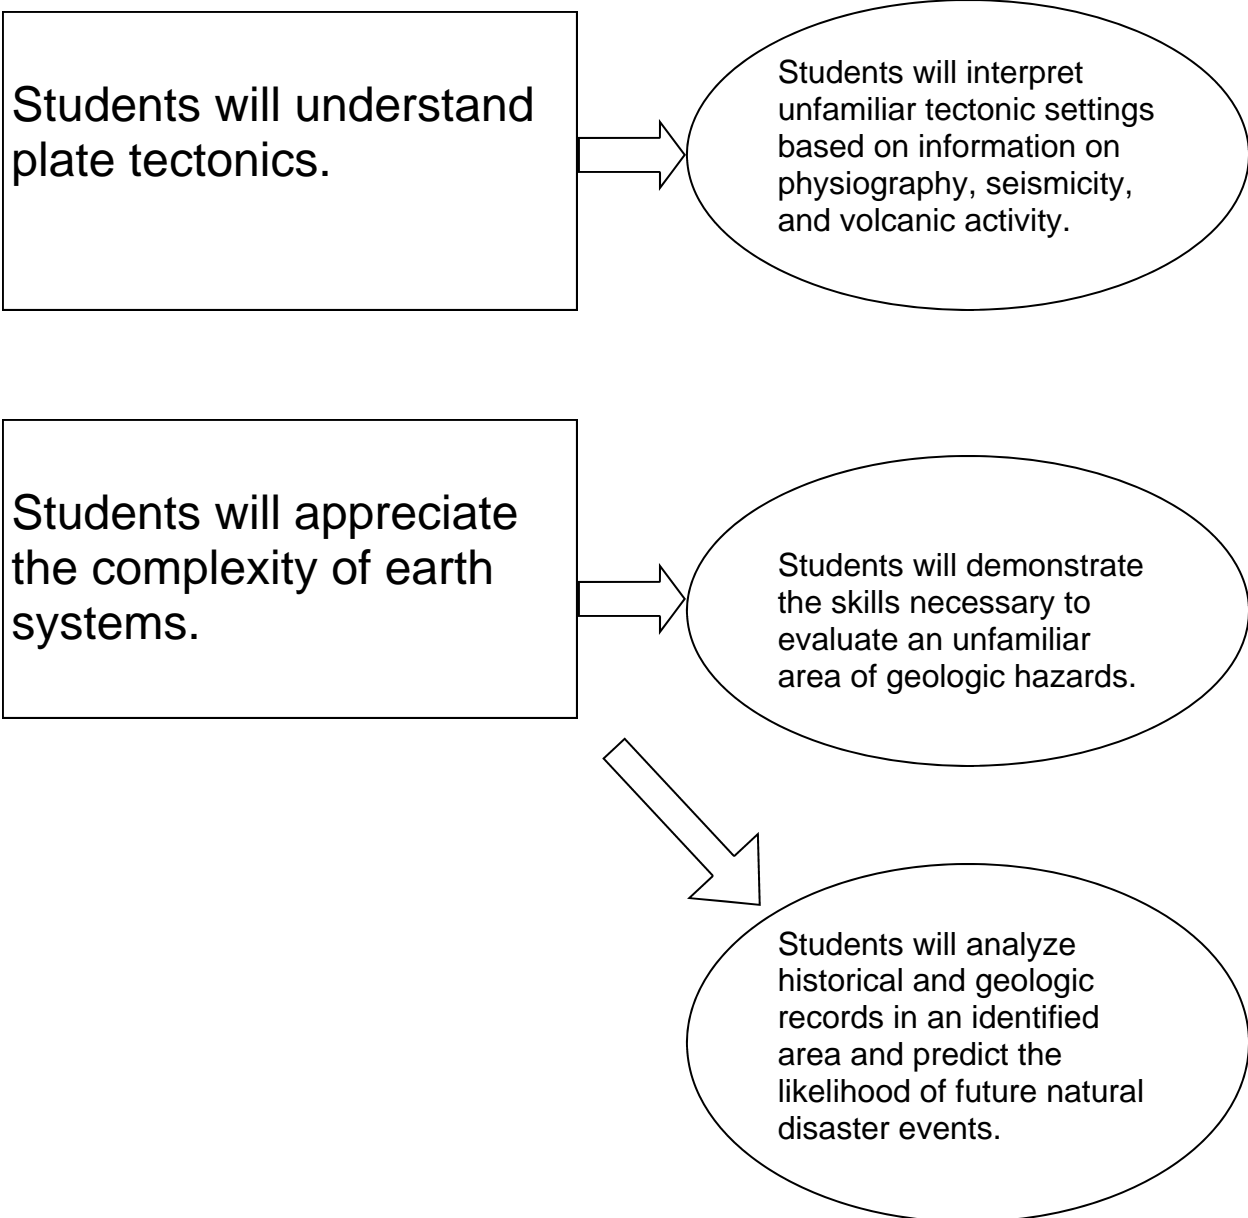 Students will understand
plate tectonics.
Students will interpret
unfamiliar tectonic settings
based on information on
physiography, seismicity,
and volcanic activity.
Students will appreciate
the complexity of earth
systems.
Students will demonstrate
the skills necessary to
evaluate an unfamiliar
area of geologic hazards.
Students will analyze
historical and geologic
records in an identified
area and predict the
likelihood of future natural
disaster events.